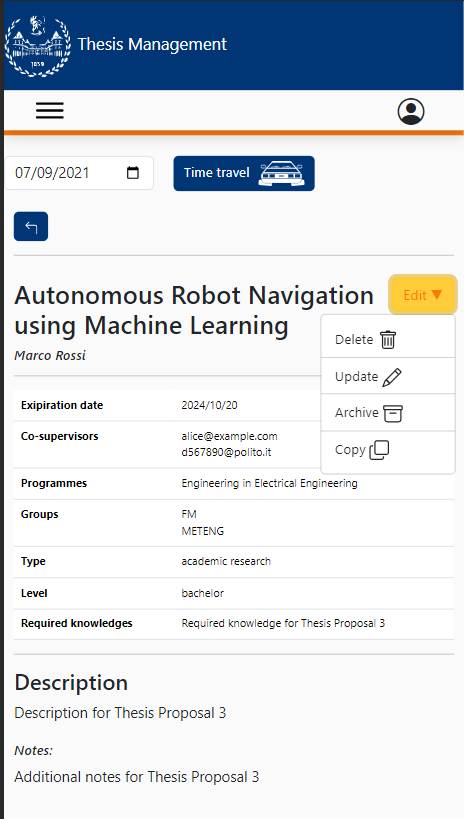 1859
Thesis Management
07/09/2021
Time travel
Autonomous Robot Navigation
using Machine Learning
Edit ▼
Marco Rossi
Delete
Update
Archive
Copy
Exipiration date 2024/10/20
Co-supervisors alice@example.com
d567890@polito.it
Programmes Engineering in Electrical Engineering
Groups FM
METENG
Type academic research
Level bachelor
Required knowledges Required knowledge for Thesis Proposal 3
Description
Description for Thesis Proposal 3
Notes:
Additional notes for Thesis Proposal 3